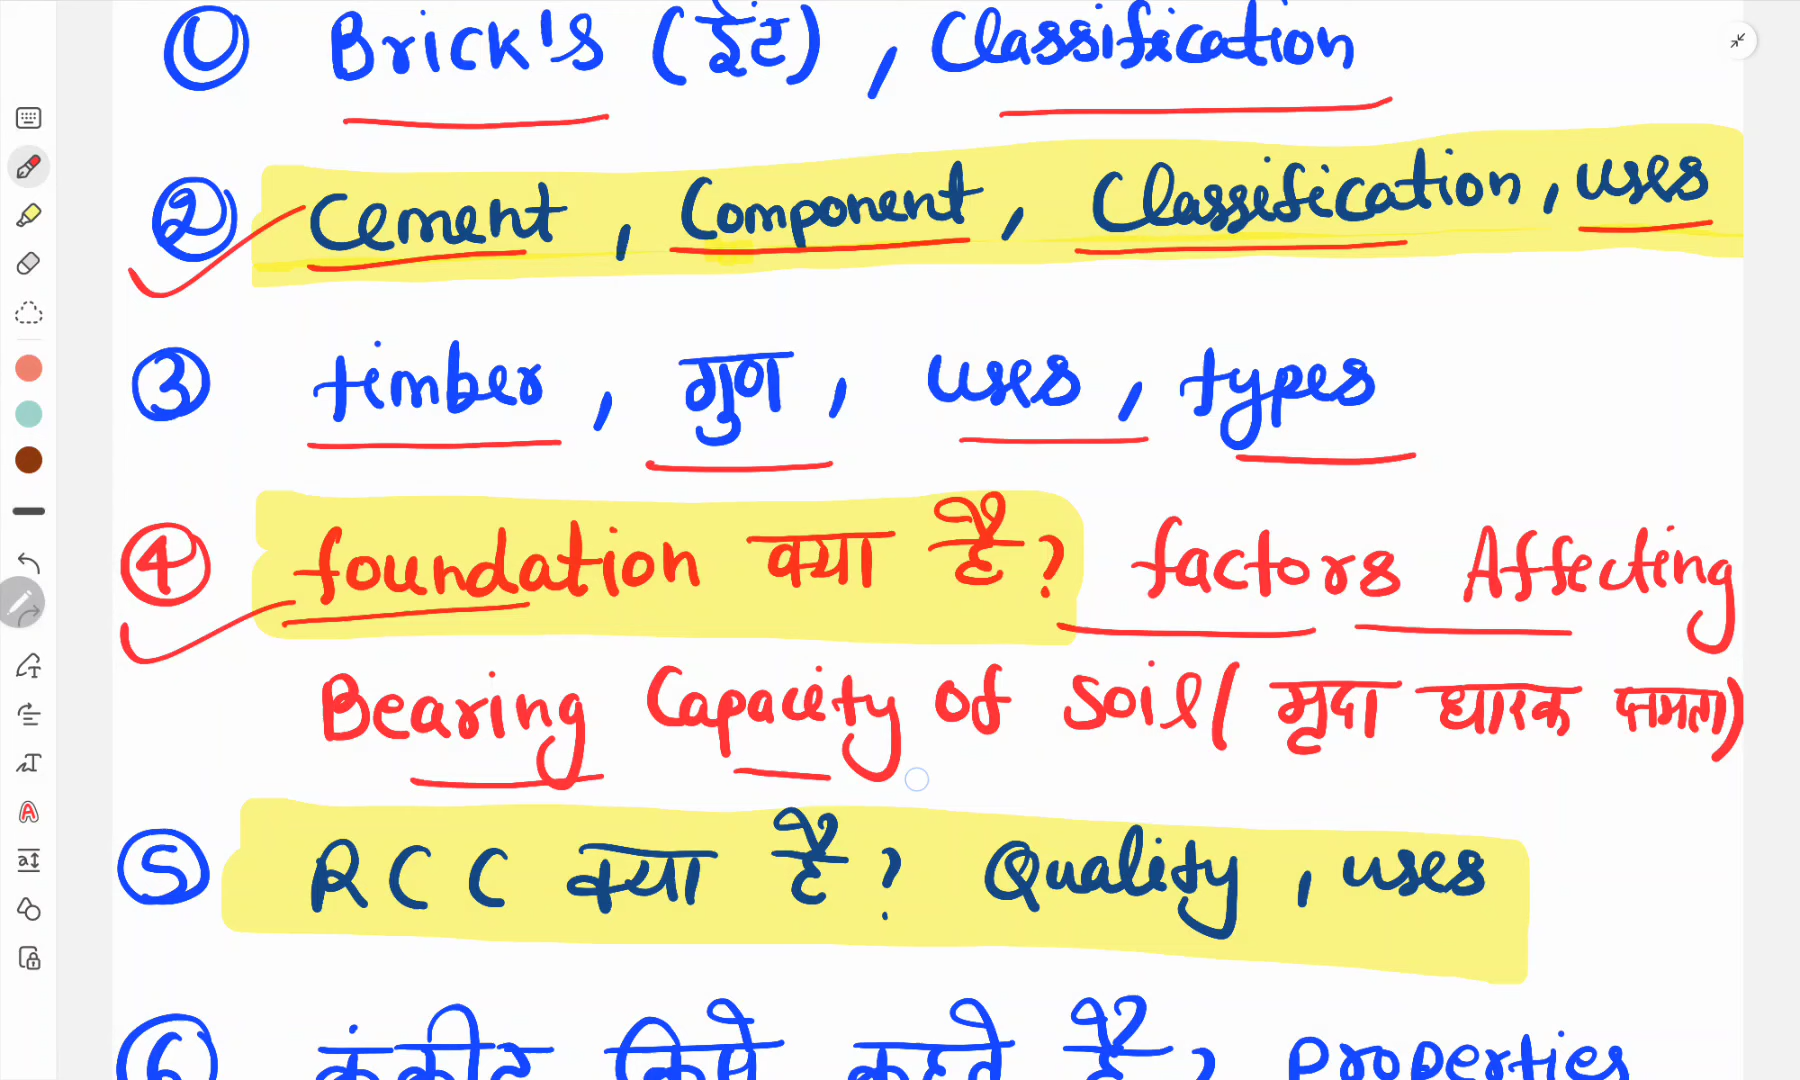 ① Brick's (ईंट), Classification
② Cement, Component, Classification, uses
③ timber, गुण, uses, types
④ foundation क्या है? factors Affecting
Bearing Capacity of soil (मृदा धारक क्षमता)
⑤ RCC क्या है? Quality, uses
⑥ कंक्रीट किसे कहते हैं? properties